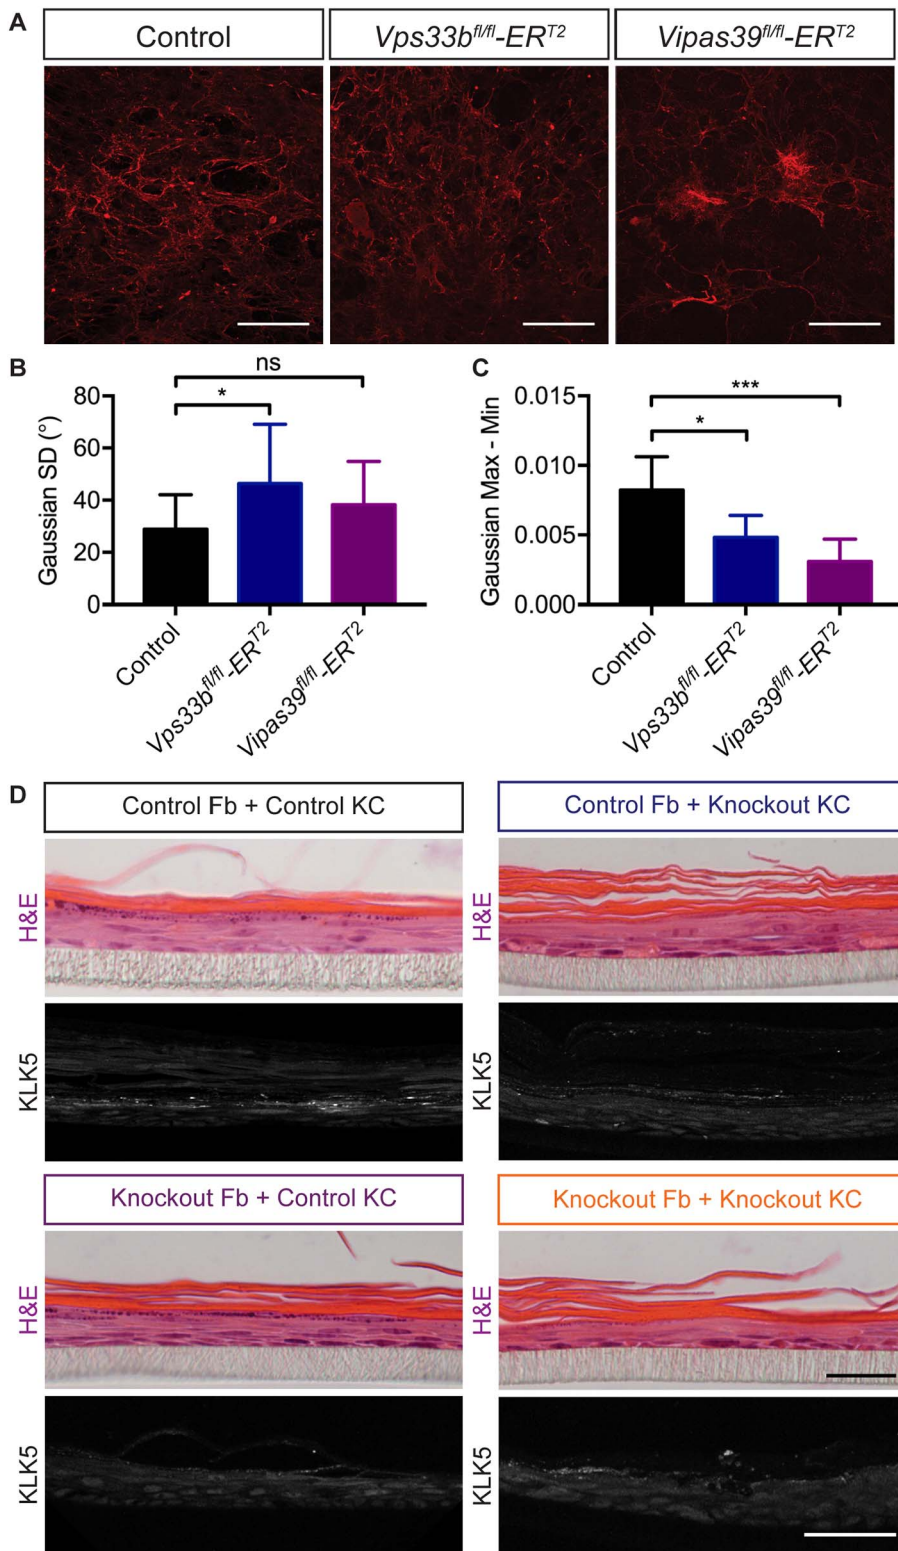 A
Control
Vps33b^fl/fl-ER^T2
Vipas39^fl/fl-ER^T2
B
ns
*
Gaussian SD (°)
80
60
40
20
0
Control
Vps33b^fl/fl-ER^T2
Vipas39^fl/fl-ER^T2
C
***
*
Gaussian Max - Min
0.015
0.010
0.005
0.000
Control
Vps33b^fl/fl-ER^T2
Vipas39^fl/fl-ER^T2
D
Control Fb + Control KC
Control Fb + Knockout KC
H&E
H&E
KLK5
KLK5
Knockout Fb + Control KC
Knockout Fb + Knockout KC
H&E
H&E
KLK5
KLK5